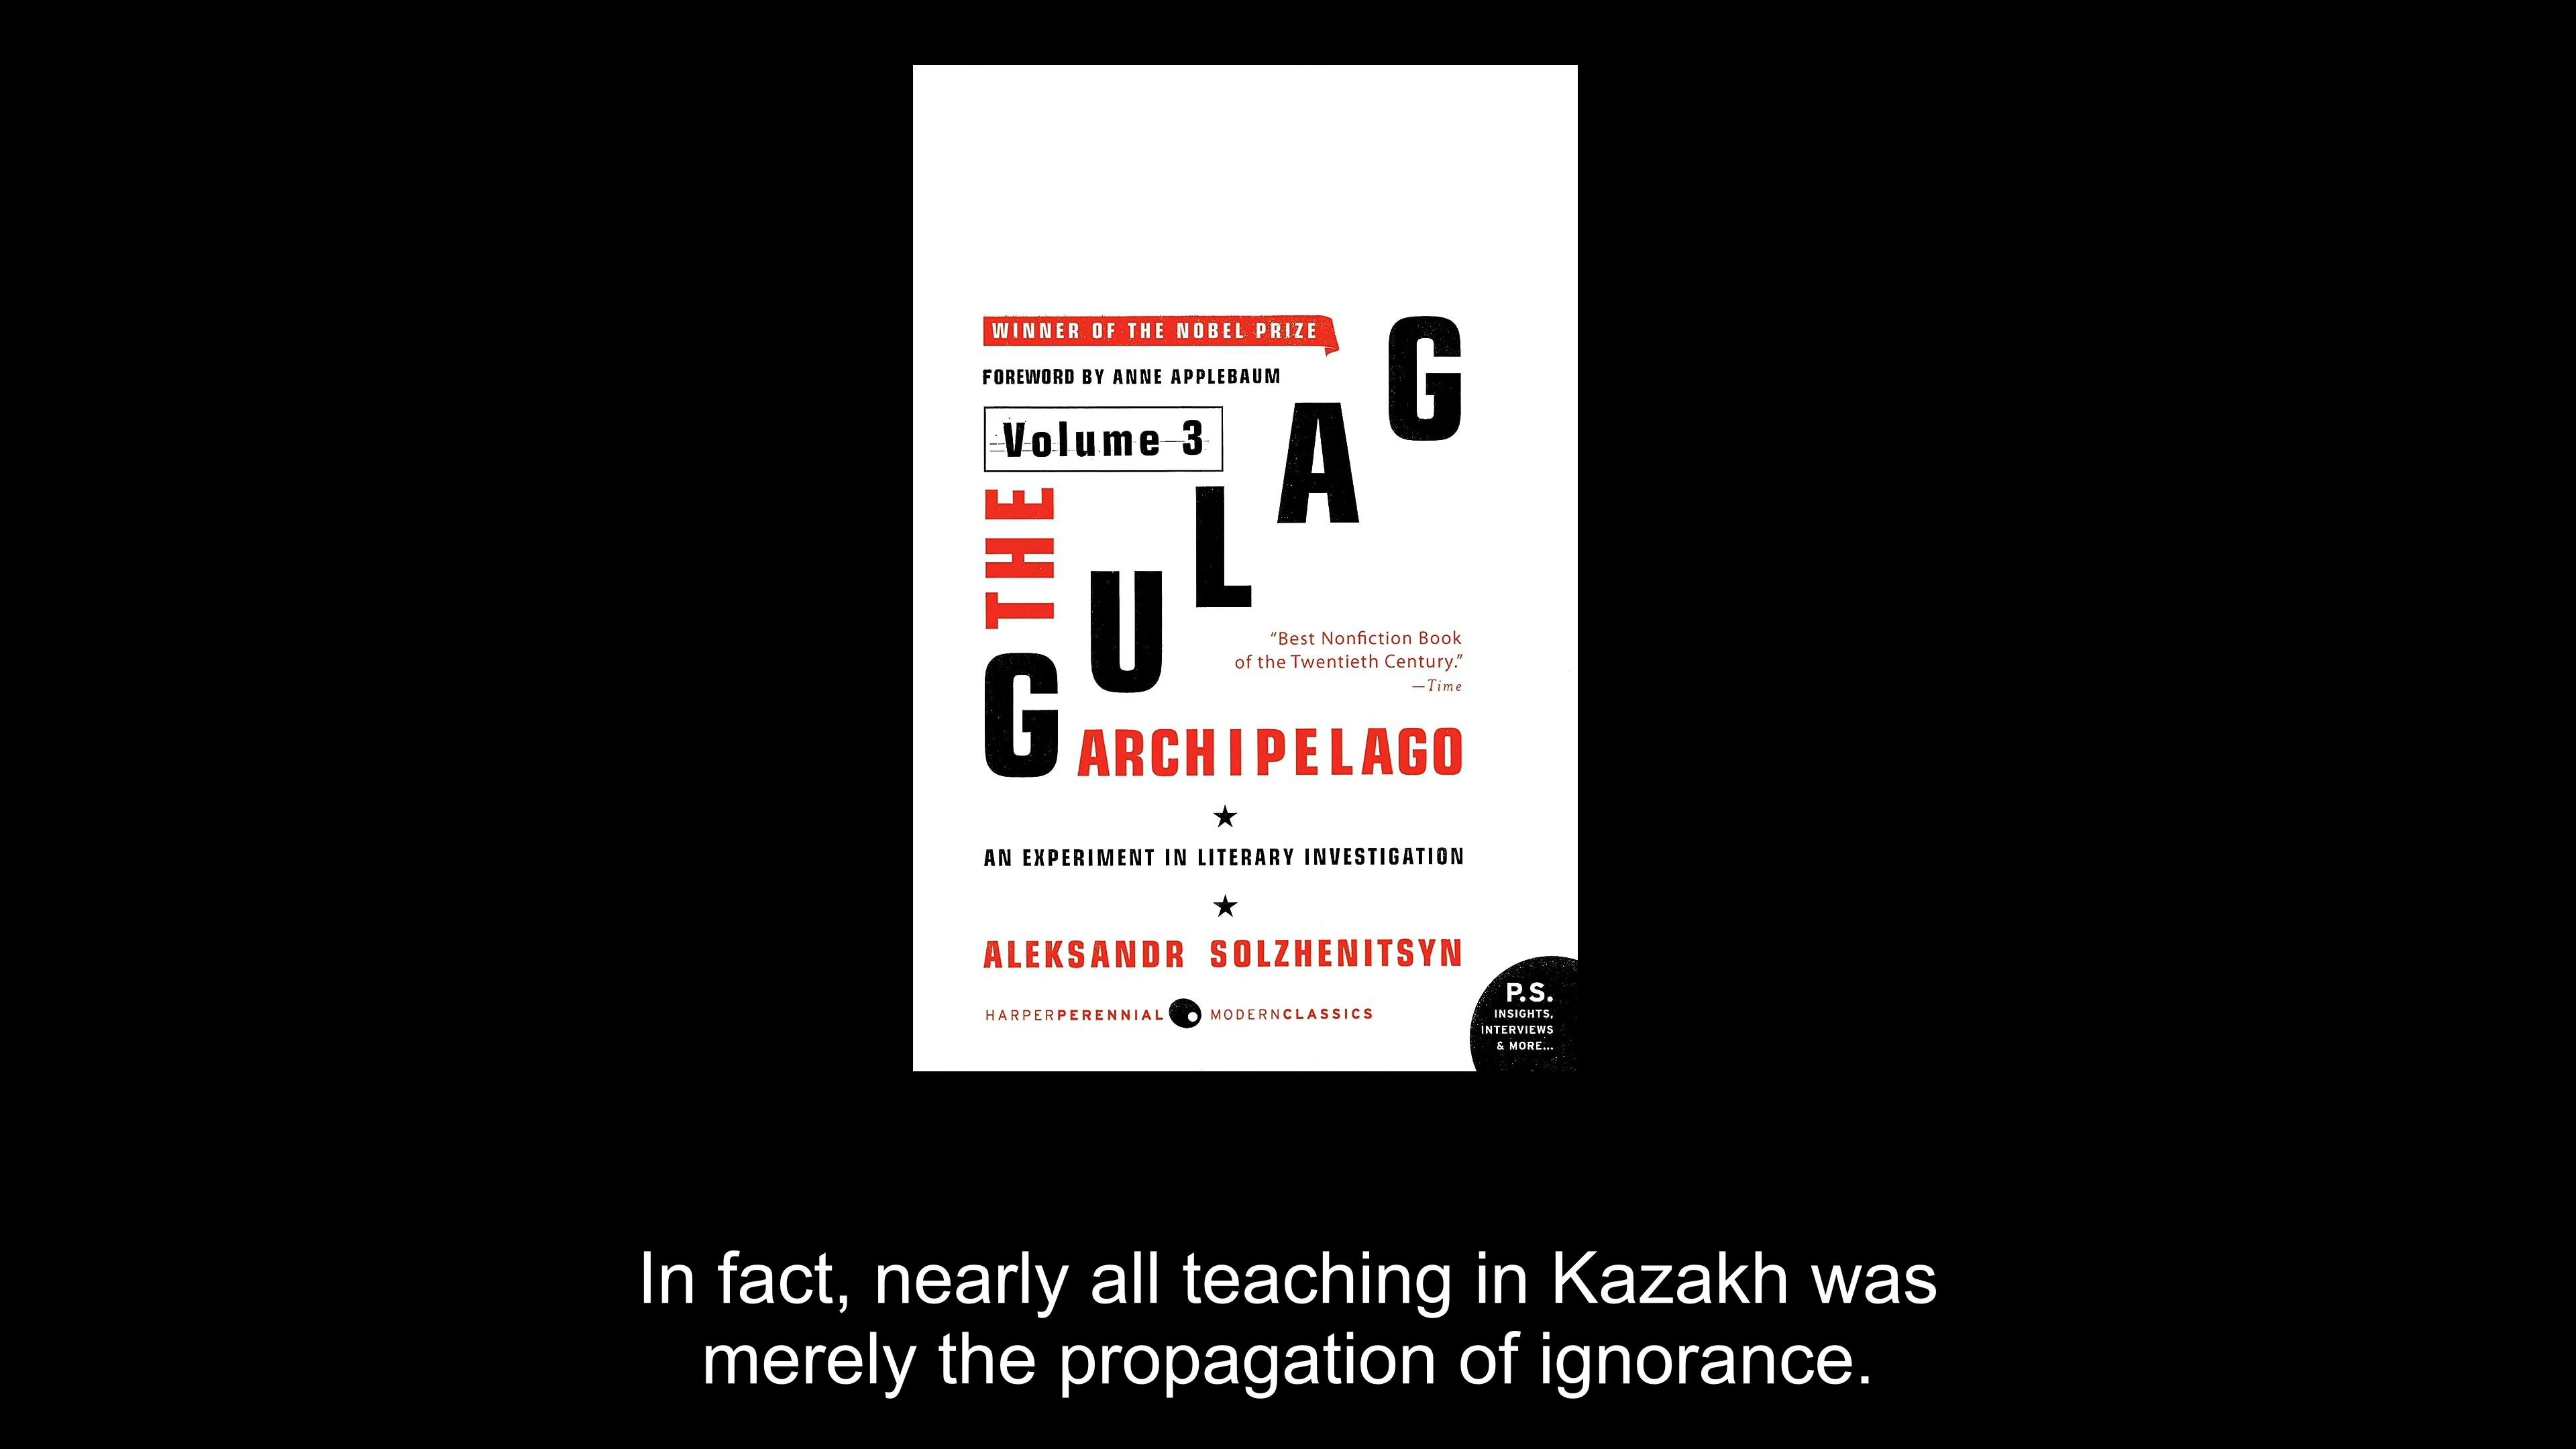 WINNER OF THE NOBEL PRIZE
FOREWORD BY ANNE APPLEBAUM
Volume 3
THE
GULAG
"Best Nonfiction Book
of the Twentieth Century."
—Time
ARCHIPELAGO
AN EXPERIMENT IN LITERARY INVESTIGATION
ALEKSANDR SOLZHENITSYN
HARPERPERENNIAL MODERNCLASSICS
P.S.
INSIGHTS,
INTERVIEWS
& MORE...
In fact, nearly all teaching in Kazakh was
merely the propagation of ignorance.